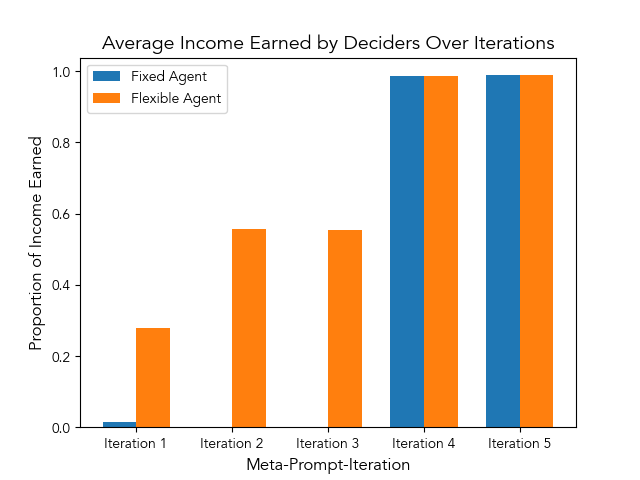 Average Income Earned by Deciders Over Iterations
Fixed Agent
Flexible Agent
Proportion of Income Earned
1.0
0.8
0.6
0.4
0.2
0.0
Iteration 1
Iteration 2
Iteration 3
Iteration 4
Iteration 5
Meta-Prompt-Iteration